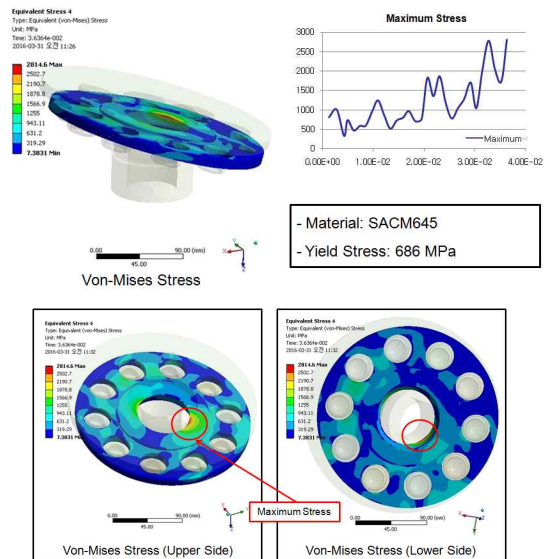 Equivalent Stress 4
Type: Equivalent (von-Mises) Stress
Unit: MPa
Time: 3.6364e-002
2016-03-31 오전 11:26
2814.6 Max
2502.7
2190.7
1878.8
1566.9
1255
943.11
631.2
319.29
7.3831 Min
0.00
90.00 (mm)
45.00
X
Z
Von-Mises Stress
Maximum Stress
3000
2500
2000
1500
1000
500
0
0.00E+00
1.00E-02
2.00E-02
3.00E-02
4.00E-02
Maximum
- Material: SACM645
- Yield Stress: 686 MPa
Equivalent Stress 4
Type: Equivalent (von-Mises) Stress
Unit: MPa
Time: 3.6364e-002
2016-03-31 오전 11:32
2814.6 Max
2502.7
2190.7
1878.8
1566.9
1255
943.11
631.2
319.29
7.3831 Min
0.00
90.00 (mm)
45.00
Von-Mises Stress (Upper Side)
Maximum Stress
Equivalent Stress 4
Type: Equivalent (von-Mises) Stress
Unit: MPa
Time: 3.6364e-002
2016-03-31 오전 11:32
2814.6 Max
2502.7
2190.7
1878.8
1566.9
1255
943.11
631.2
319.29
7.3831
0.00
90.00 (mm)
45.00
Von-Mises Stress (Lower Side)